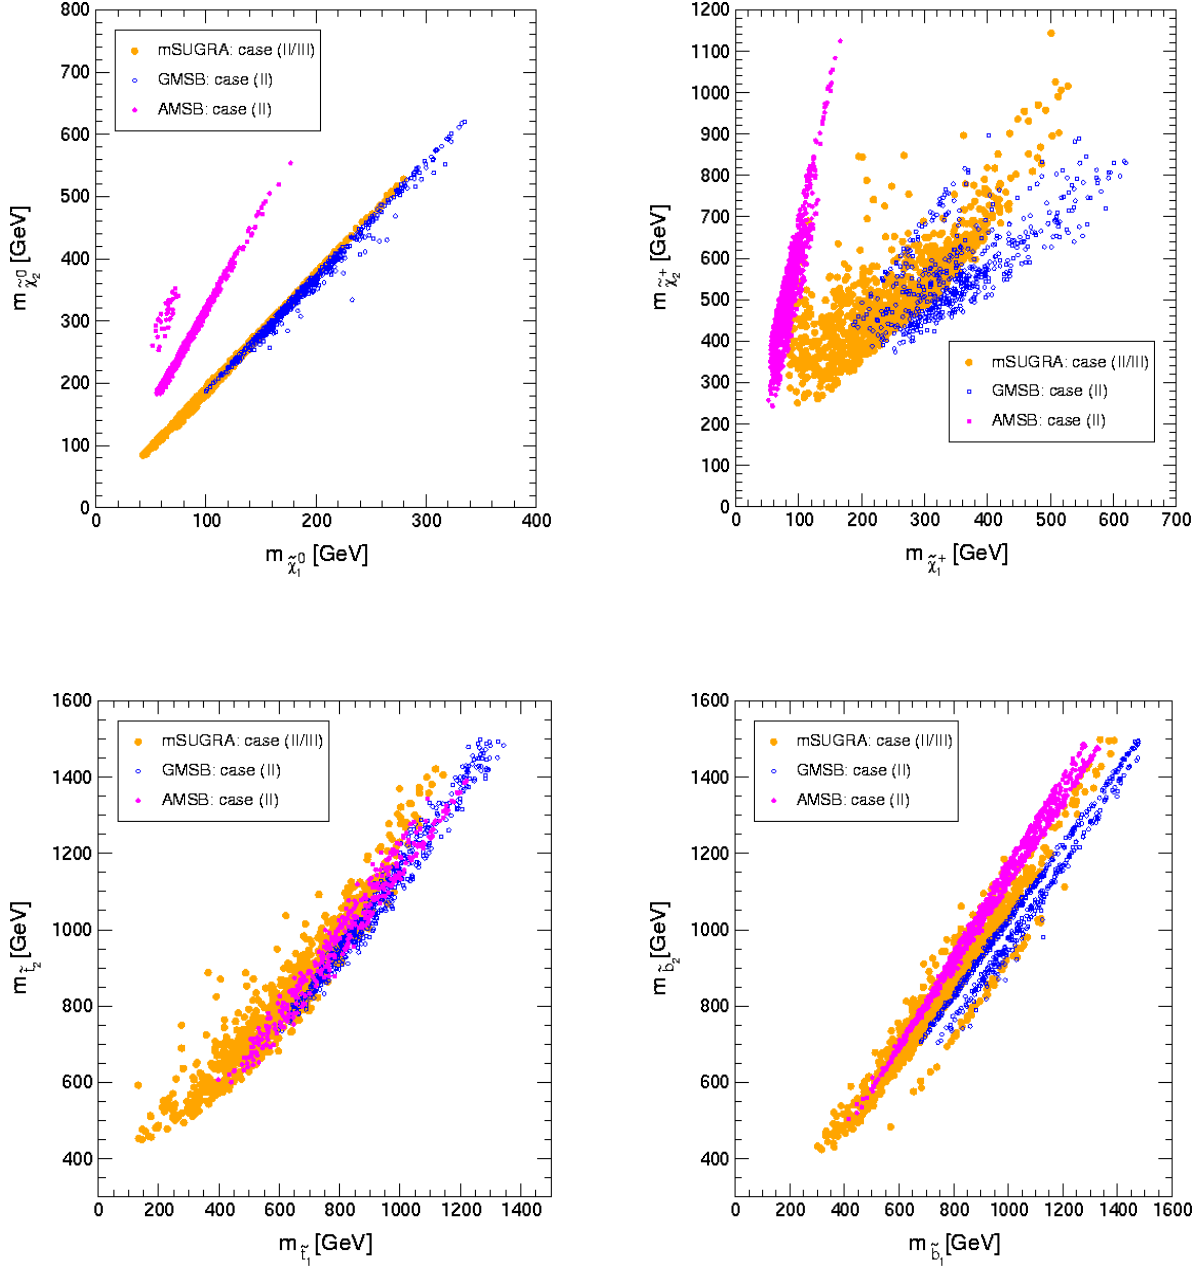 800
700
600
500
400
300
200
100
0
m χ̃₂⁰ [GeV]
mSUGRA: case (II/III)
GMSB: case (II)
AMSB: case (II)
0 100 200 300 400
m χ̃₁⁰ [GeV]
1200
1100
1000
900
800
700
600
500
400
300
200
100
0
m χ̃₂⁺ [GeV]
mSUGRA: case (II/III)
GMSB: case (II)
AMSB: case (II)
0 100 200 300 400 500 600 700
m χ̃₁⁺ [GeV]
1600
1400
1200
1000
800
600
400
m t̃₂ [GeV]
mSUGRA: case (II/III)
GMSB: case (II)
AMSB: case (II)
0 200 400 600 800 1000 1200 1400
m t̃₁ [GeV]
1600
1400
1200
1000
800
600
400
m b̃₂ [GeV]
mSUGRA: case (II/III)
GMSB: case (II)
AMSB: case (II)
0 200 400 600 800 1000 1200 1400 1600
m b̃₁ [GeV]